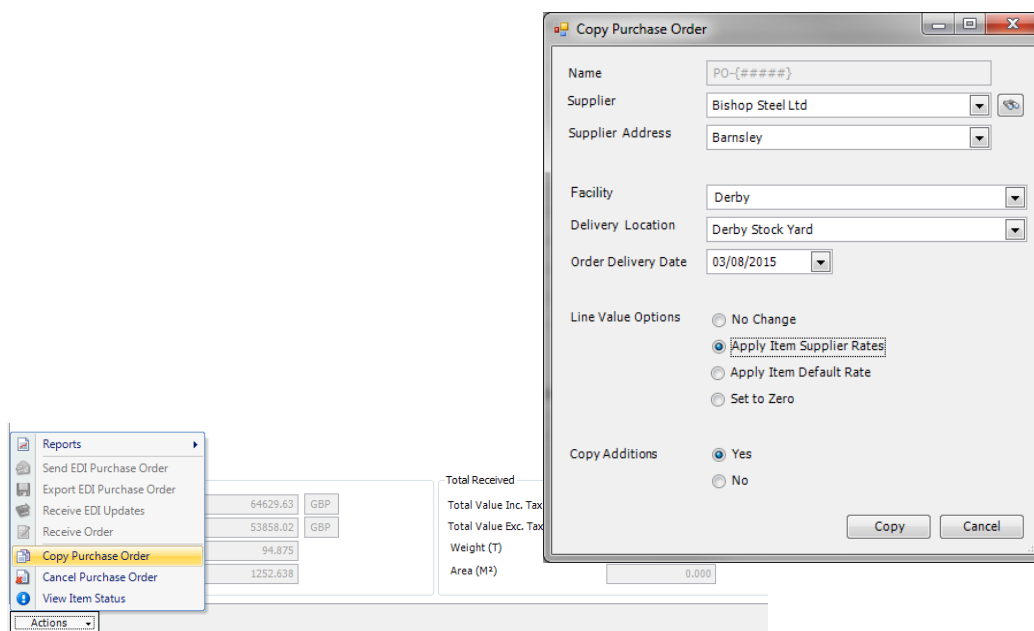 Copy Purchase Order
Name PO-{#####}
Supplier Bishop Steel Ltd
Supplier Address Barnsley
Facility Derby
Delivery Location Derby Stock Yard
Order Delivery Date 03/08/2015
Line Value Options No Change
Apply Item Supplier Rates
Apply Item Default Rate
Set to Zero
Copy Additions Yes
No
Copy Cancel
Reports
Send EDI Purchase Order
Export EDI Purchase Order
Receive EDI Updates
Receive Order
Copy Purchase Order
Cancel Purchase Order
View Item Status
Actions
64629.63 GBP
53858.02 GBP
94.875
1252.638
Total Received
Total Value Inc. Tax
Total Value Exc. Tax
Weight (T)
Area (M²) 0.000